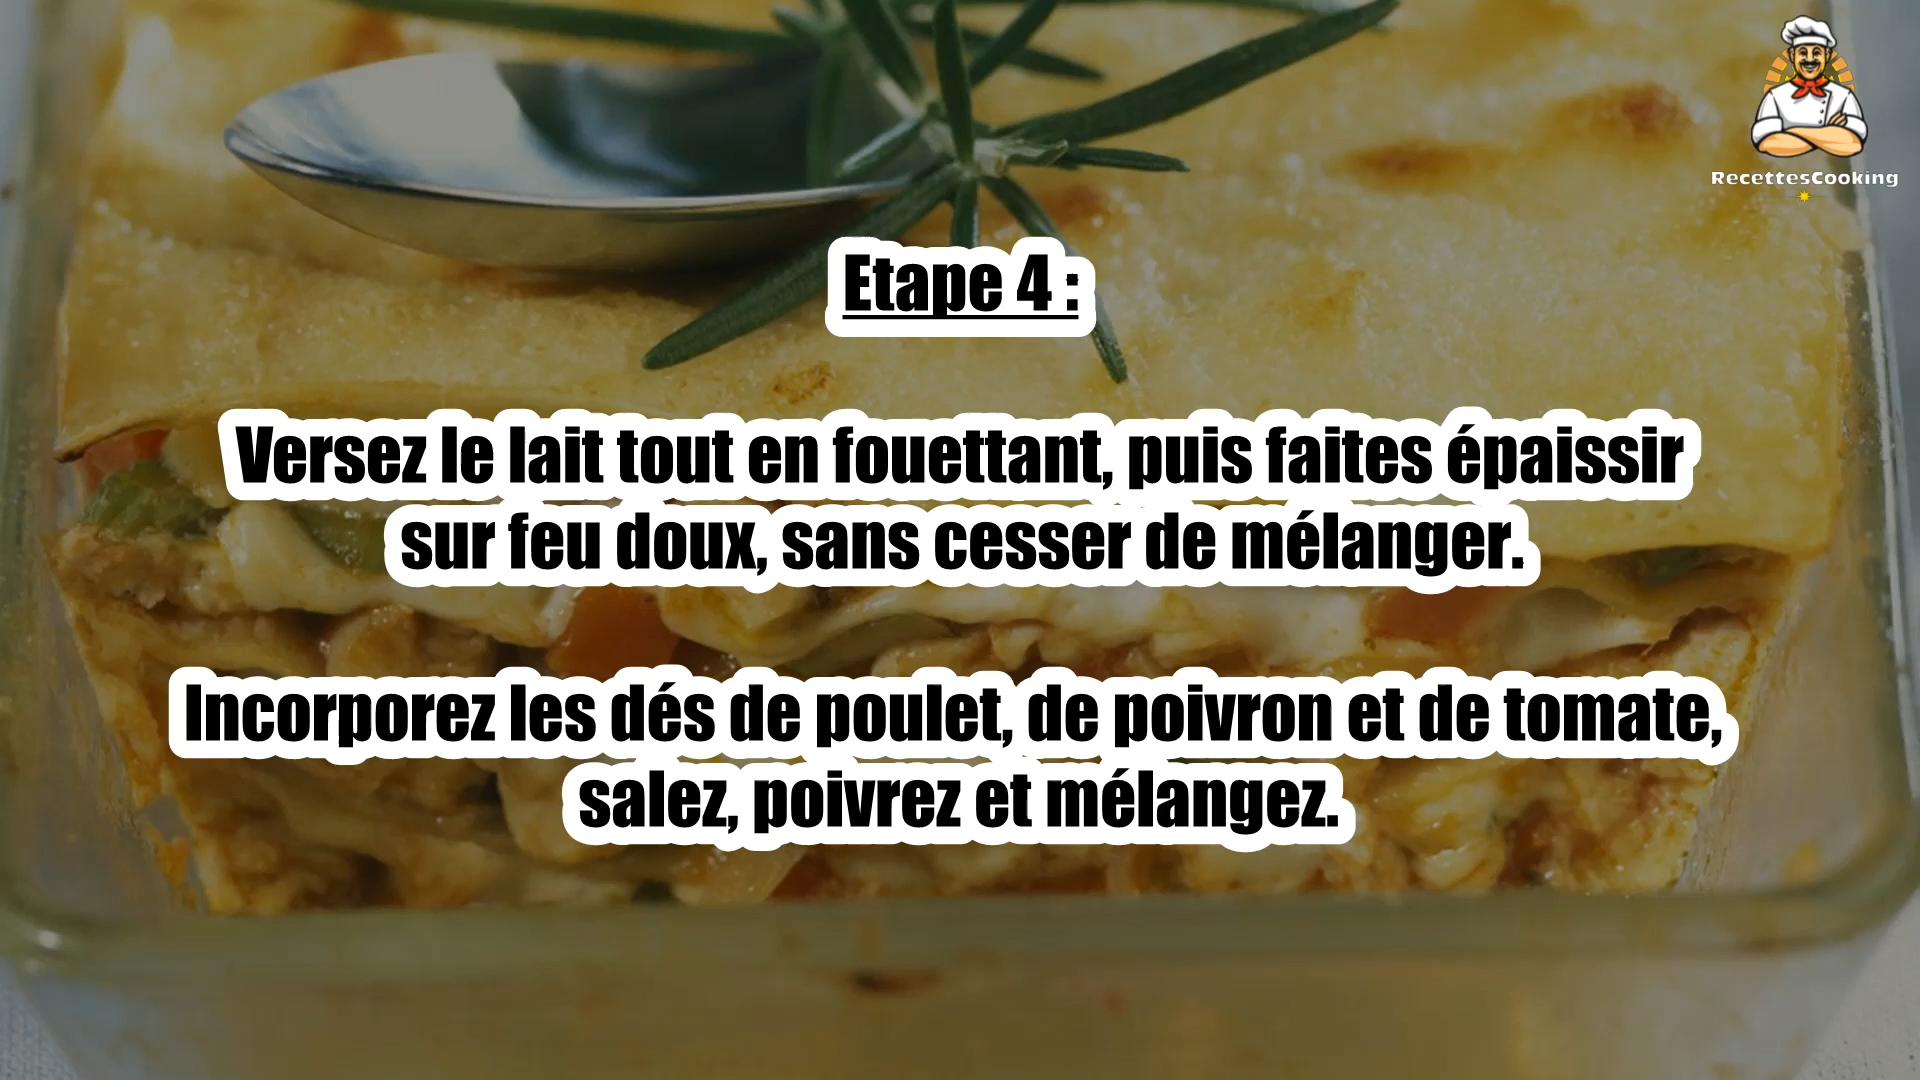 RecettesCooking
Etape 4 :
Versez le lait tout en fouettant, puis faites épaissir
sur feu doux, sans cesser de mélanger.
Incorporez les dés de poulet, de poivron et de tomate,
salez, poivrez et mélangez.